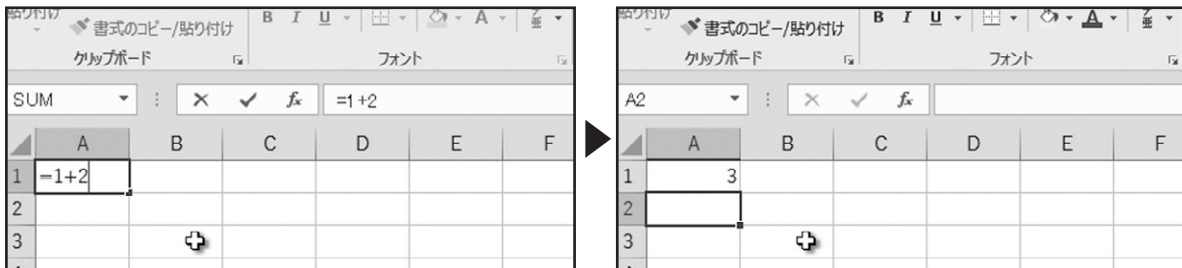 貼り付け
書式のコピー/貼り付け
B I U A
クリップボード
フォント
SUM
fx
=1+2
A B C D E F
1 =1+2
2
3
貼り付け
書式のコピー/貼り付け
B I U A
クリップボード
フォント
A2
fx
A B C D E F
1 3
2
3